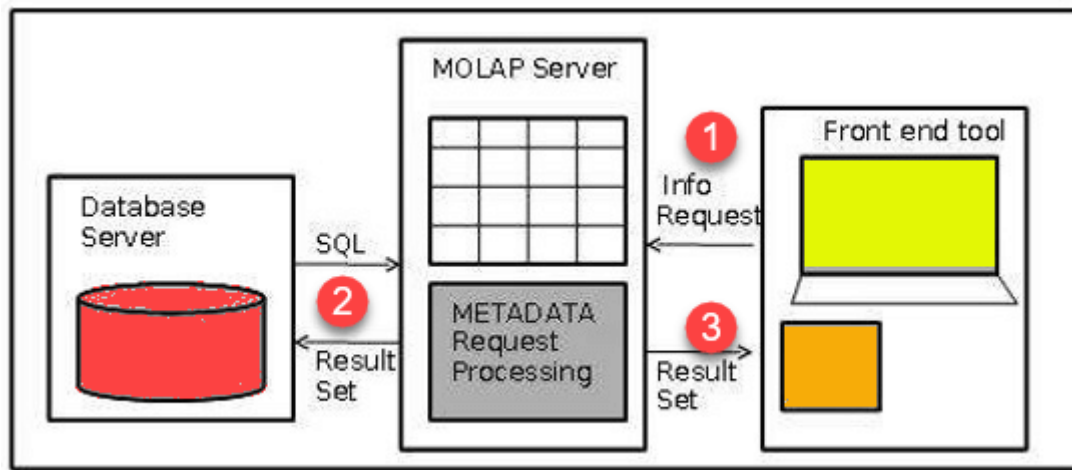 MOLAP Server
1
Front end tool
Info
Request
Database
Server
SQL
2
Result
Set
METADATA
Request
Processing
3
Result
Set